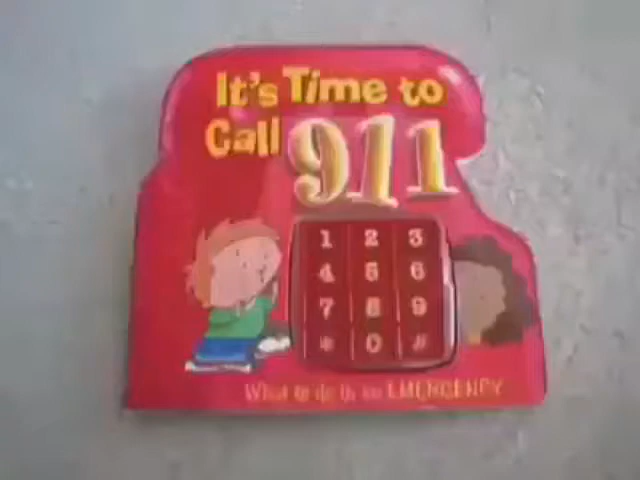 It's Time to
Call 911
1 2 3
4 5 6
7 8 9
* 0 #
What to do in an EMERGENCY